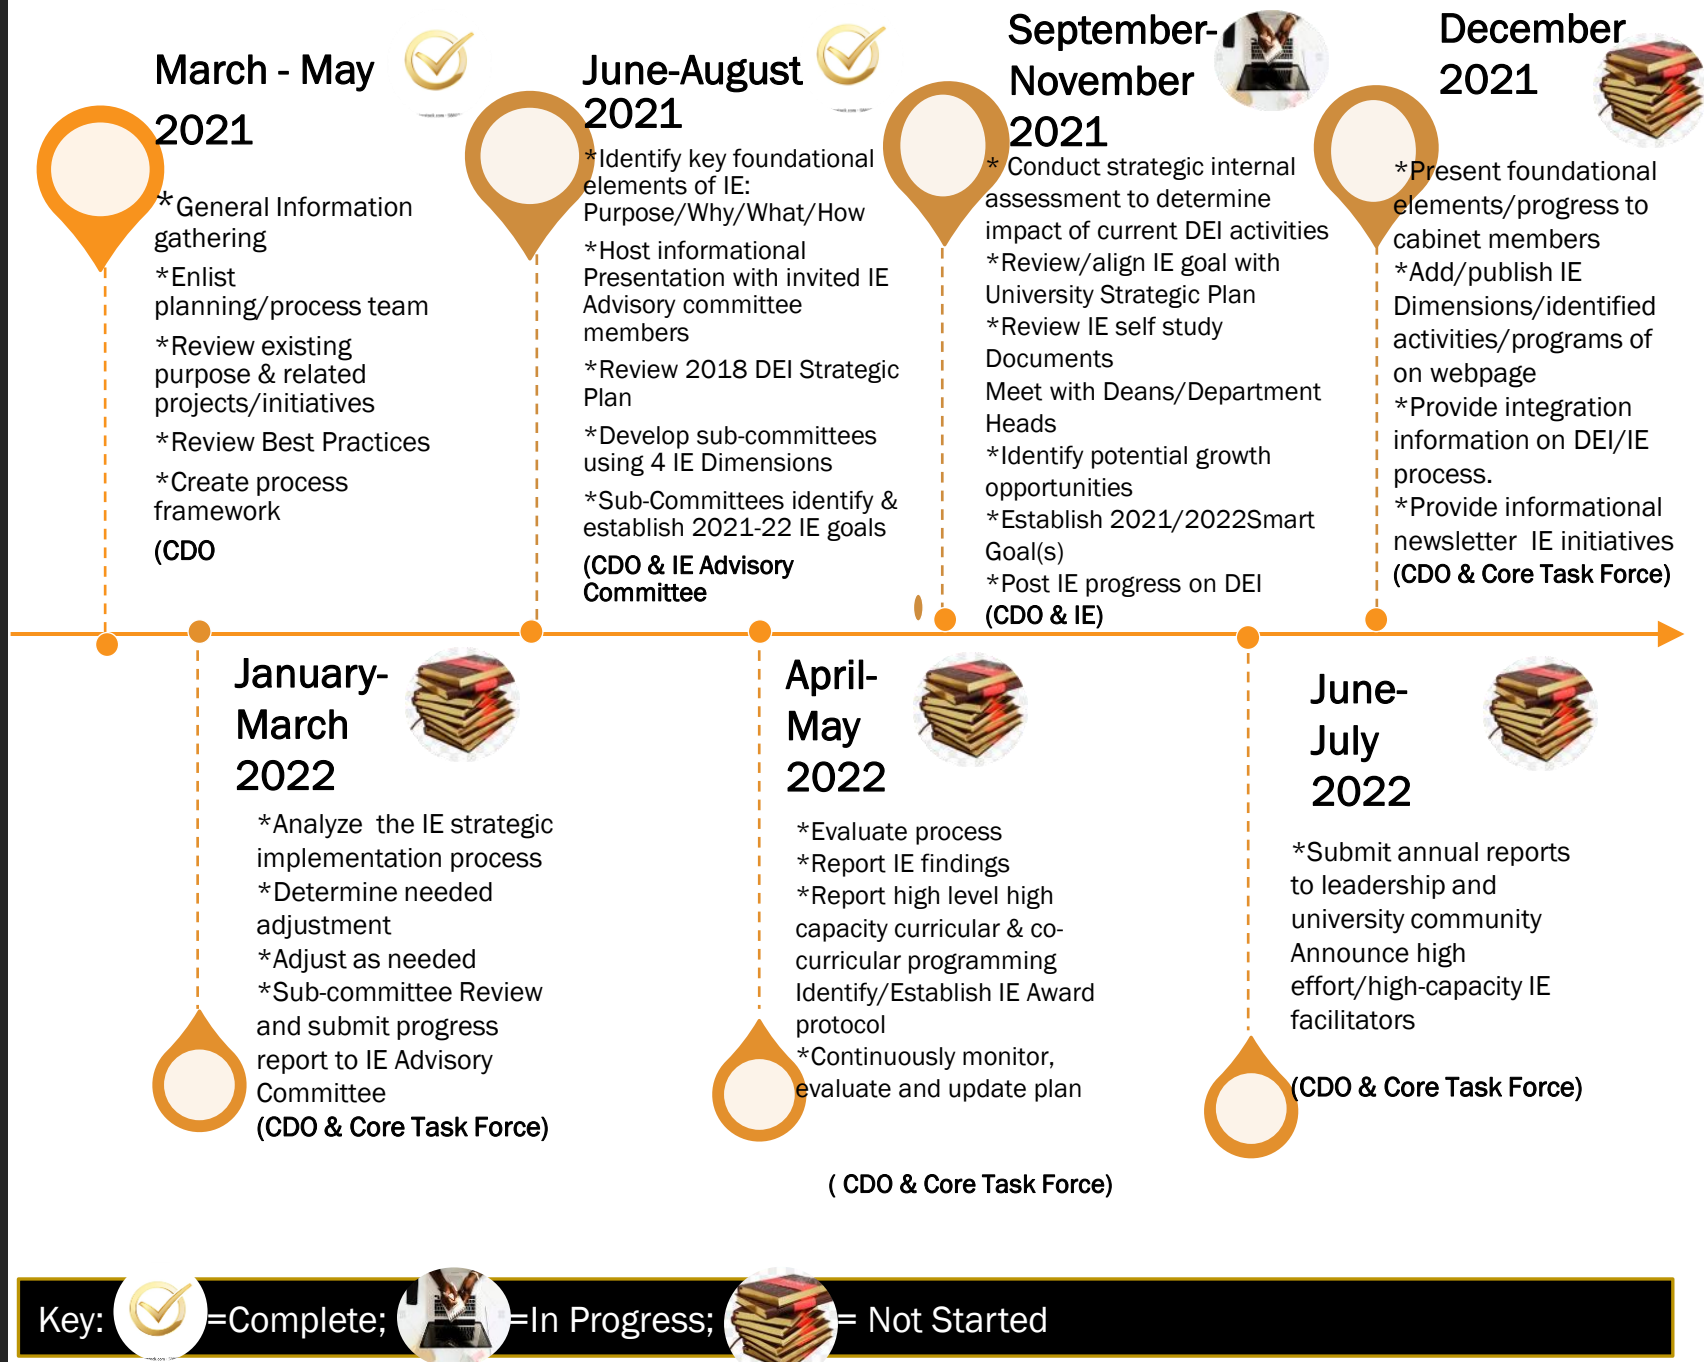 March - May
2021
*General Information
gathering
*Enlist
planning/process team
*Review existing
purpose & related
projects/initiatives
*Review Best Practices
*Create process
framework
(CDO
June-August
2021
*Identify key foundational
elements of IE:
Purpose/Why/What/How
*Host informational
Presentation with invited IE
Advisory committee
members
*Review 2018 DEI Strategic
Plan
*Develop sub-committees
using 4 IE Dimensions
*Sub-Committees identify &
establish 2021-22 IE goals
(CDO & IE Advisory
Committee
September-
November
2021
* Conduct strategic internal
assessment to determine
impact of current DEI activities
*Review/align IE goal with
University Strategic Plan
*Review IE self study
Documents
Meet with Deans/Department
Heads
*Identify potential growth
opportunities
*Establish 2021/2022Smart
Goal(s)
*Post IE progress on DEI
(CDO & IE)
December
2021
*Present foundational
elements/progress to
cabinet members
*Add/publish IE
Dimensions/identified
activities/programs of
on webpage
*Provide integration
information on DEI/IE
process.
*Provide informational
newsletter  IE initiatives
(CDO & Core Task Force)
January-
March
2022
*Analyze  the IE strategic
implementation process
*Determine needed
adjustment
*Adjust as needed
*Sub-committee Review
and submit progress
report to IE Advisory
Committee
(CDO & Core Task Force)
April-
May
2022
*Evaluate process
*Report IE findings
*Report high level high
capacity curricular & co-
curricular programming
Identify/Establish IE Award
protocol
*Continuously monitor,
evaluate and update plan
( CDO & Core Task Force)
June-
July
2022
*Submit annual reports
to leadership and
university community
Announce high
effort/high-capacity IE
facilitators
(CDO & Core Task Force)
Key: =Complete; =In Progress; = Not Started